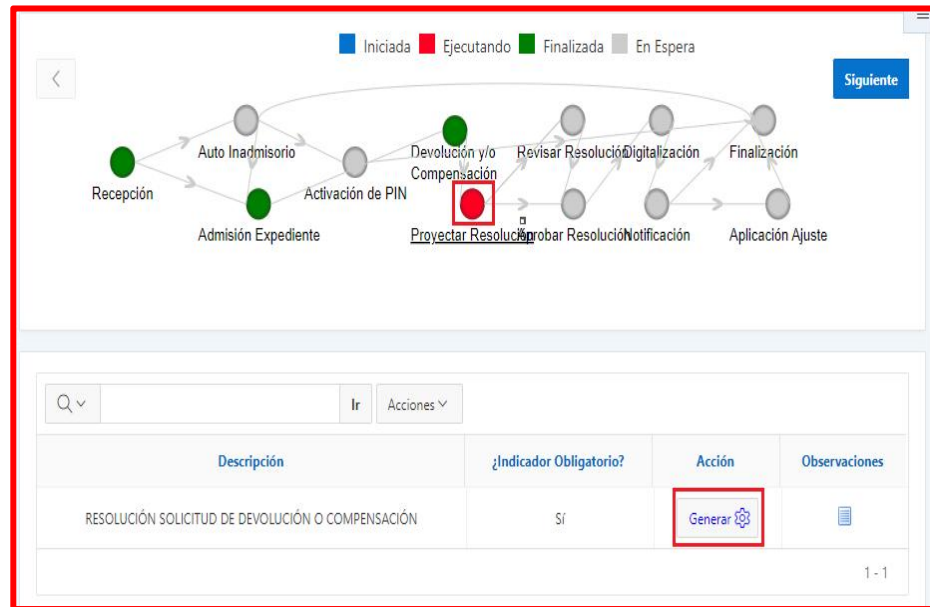 Iniciada Ejecutando Finalizada En Espera
Siguiente
Auto Inadmisorio
Devolución y/o
Compensación
Revisar Resolución
Digitalización
Finalización
Recepción
Activación de PIN
Admisión Expediente
Proyectar Resolución
Aprobar Resolución
Notificación
Aplicación Ajuste
Ir
Acciones
Descripción ¿Indicador Obligatorio? Acción Observaciones
RESOLUCIÓN SOLICITUD DE DEVOLUCIÓN O COMPENSACIÓN Sí Generar
1 - 1